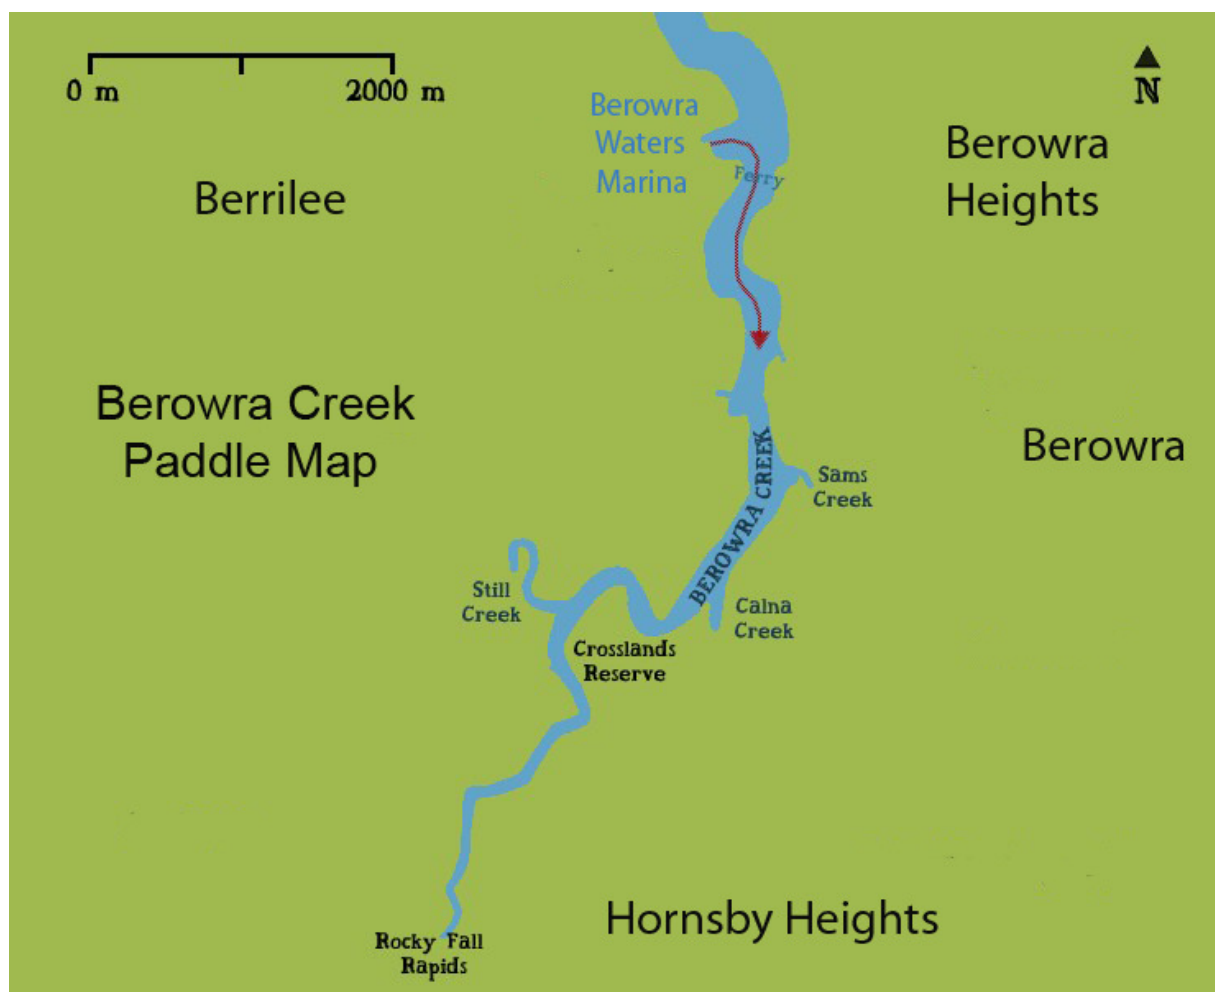 0 m
2000 m
N
Berowra
Waters
Marina
Ferry
Berowra
Heights
Berrilee
Berowra Creek
Paddle Map
BEROWRA CREEK
Berowra
Sams
Creek
Still
Creek
Calna
Creek
Crosslands
Reserve
Hornsby Heights
Rocky Fall
Rapids